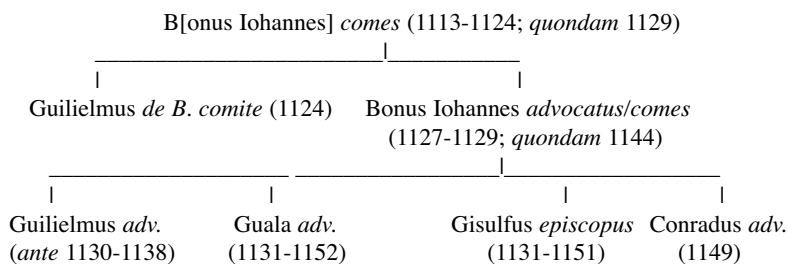 B[onus Iohannes] comes (1113-1124; quondam 1129)
Guilielmus de B. comite (1124) Bonus Iohannes advocatus/comes
(1127-1129; quondam 1144)
Guilielmus adv. Guala adv. Gisulfus episcopus Conradus adv.
(ante 1130-1138) (1131-1152) (1131-1151) (1149)